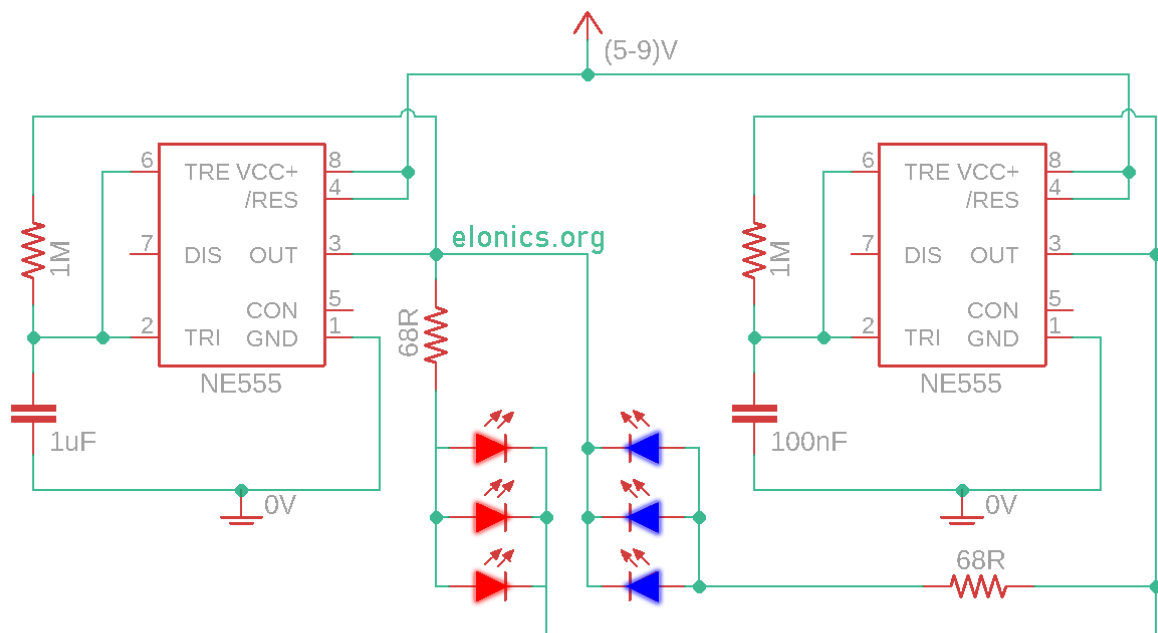 (5-9)V
6 TRE VCC+ 8
/RES 4
7 DIS OUT 3
CON 5
2 TRI GND 1
NE555
1M
1uF
0V
elonics.org
68R
6 TRE VCC+ 8
/RES 4
7 DIS OUT 3
CON 5
2 TRI GND 1
NE555
1M
100nF
0V
68R